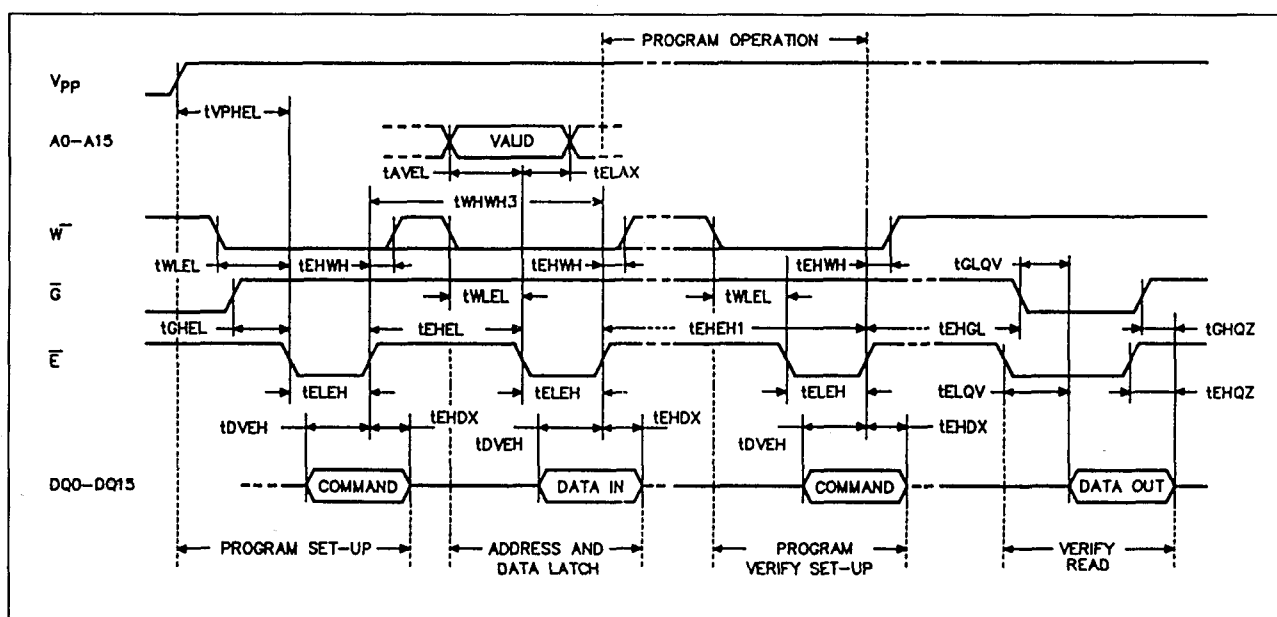 PROGRAM OPERATION
VPP
tVPHEL
A0-A15
VALID
tAVEL
tELAX
tWHWH3
W
tWLEL
tEHWH
tEHWH
tEHWH
tGLQV
G
tWLEL
tWLEL
tGHEL
tEHEL
tEHEH1
tEHGL
tGHQZ
E
tELEH
tELEH
tELEH
tELQV
tEHQZ
tDVEH
tEHDX
tDVEH
tEHDX
tDVEH
tEHDX
DQ0-DQ15
COMMAND
DATA IN
COMMAND
DATA OUT
PROGRAM SET-UP
ADDRESS AND
DATA LATCH
PROGRAM
VERIFY SET-UP
VERIFY
READ